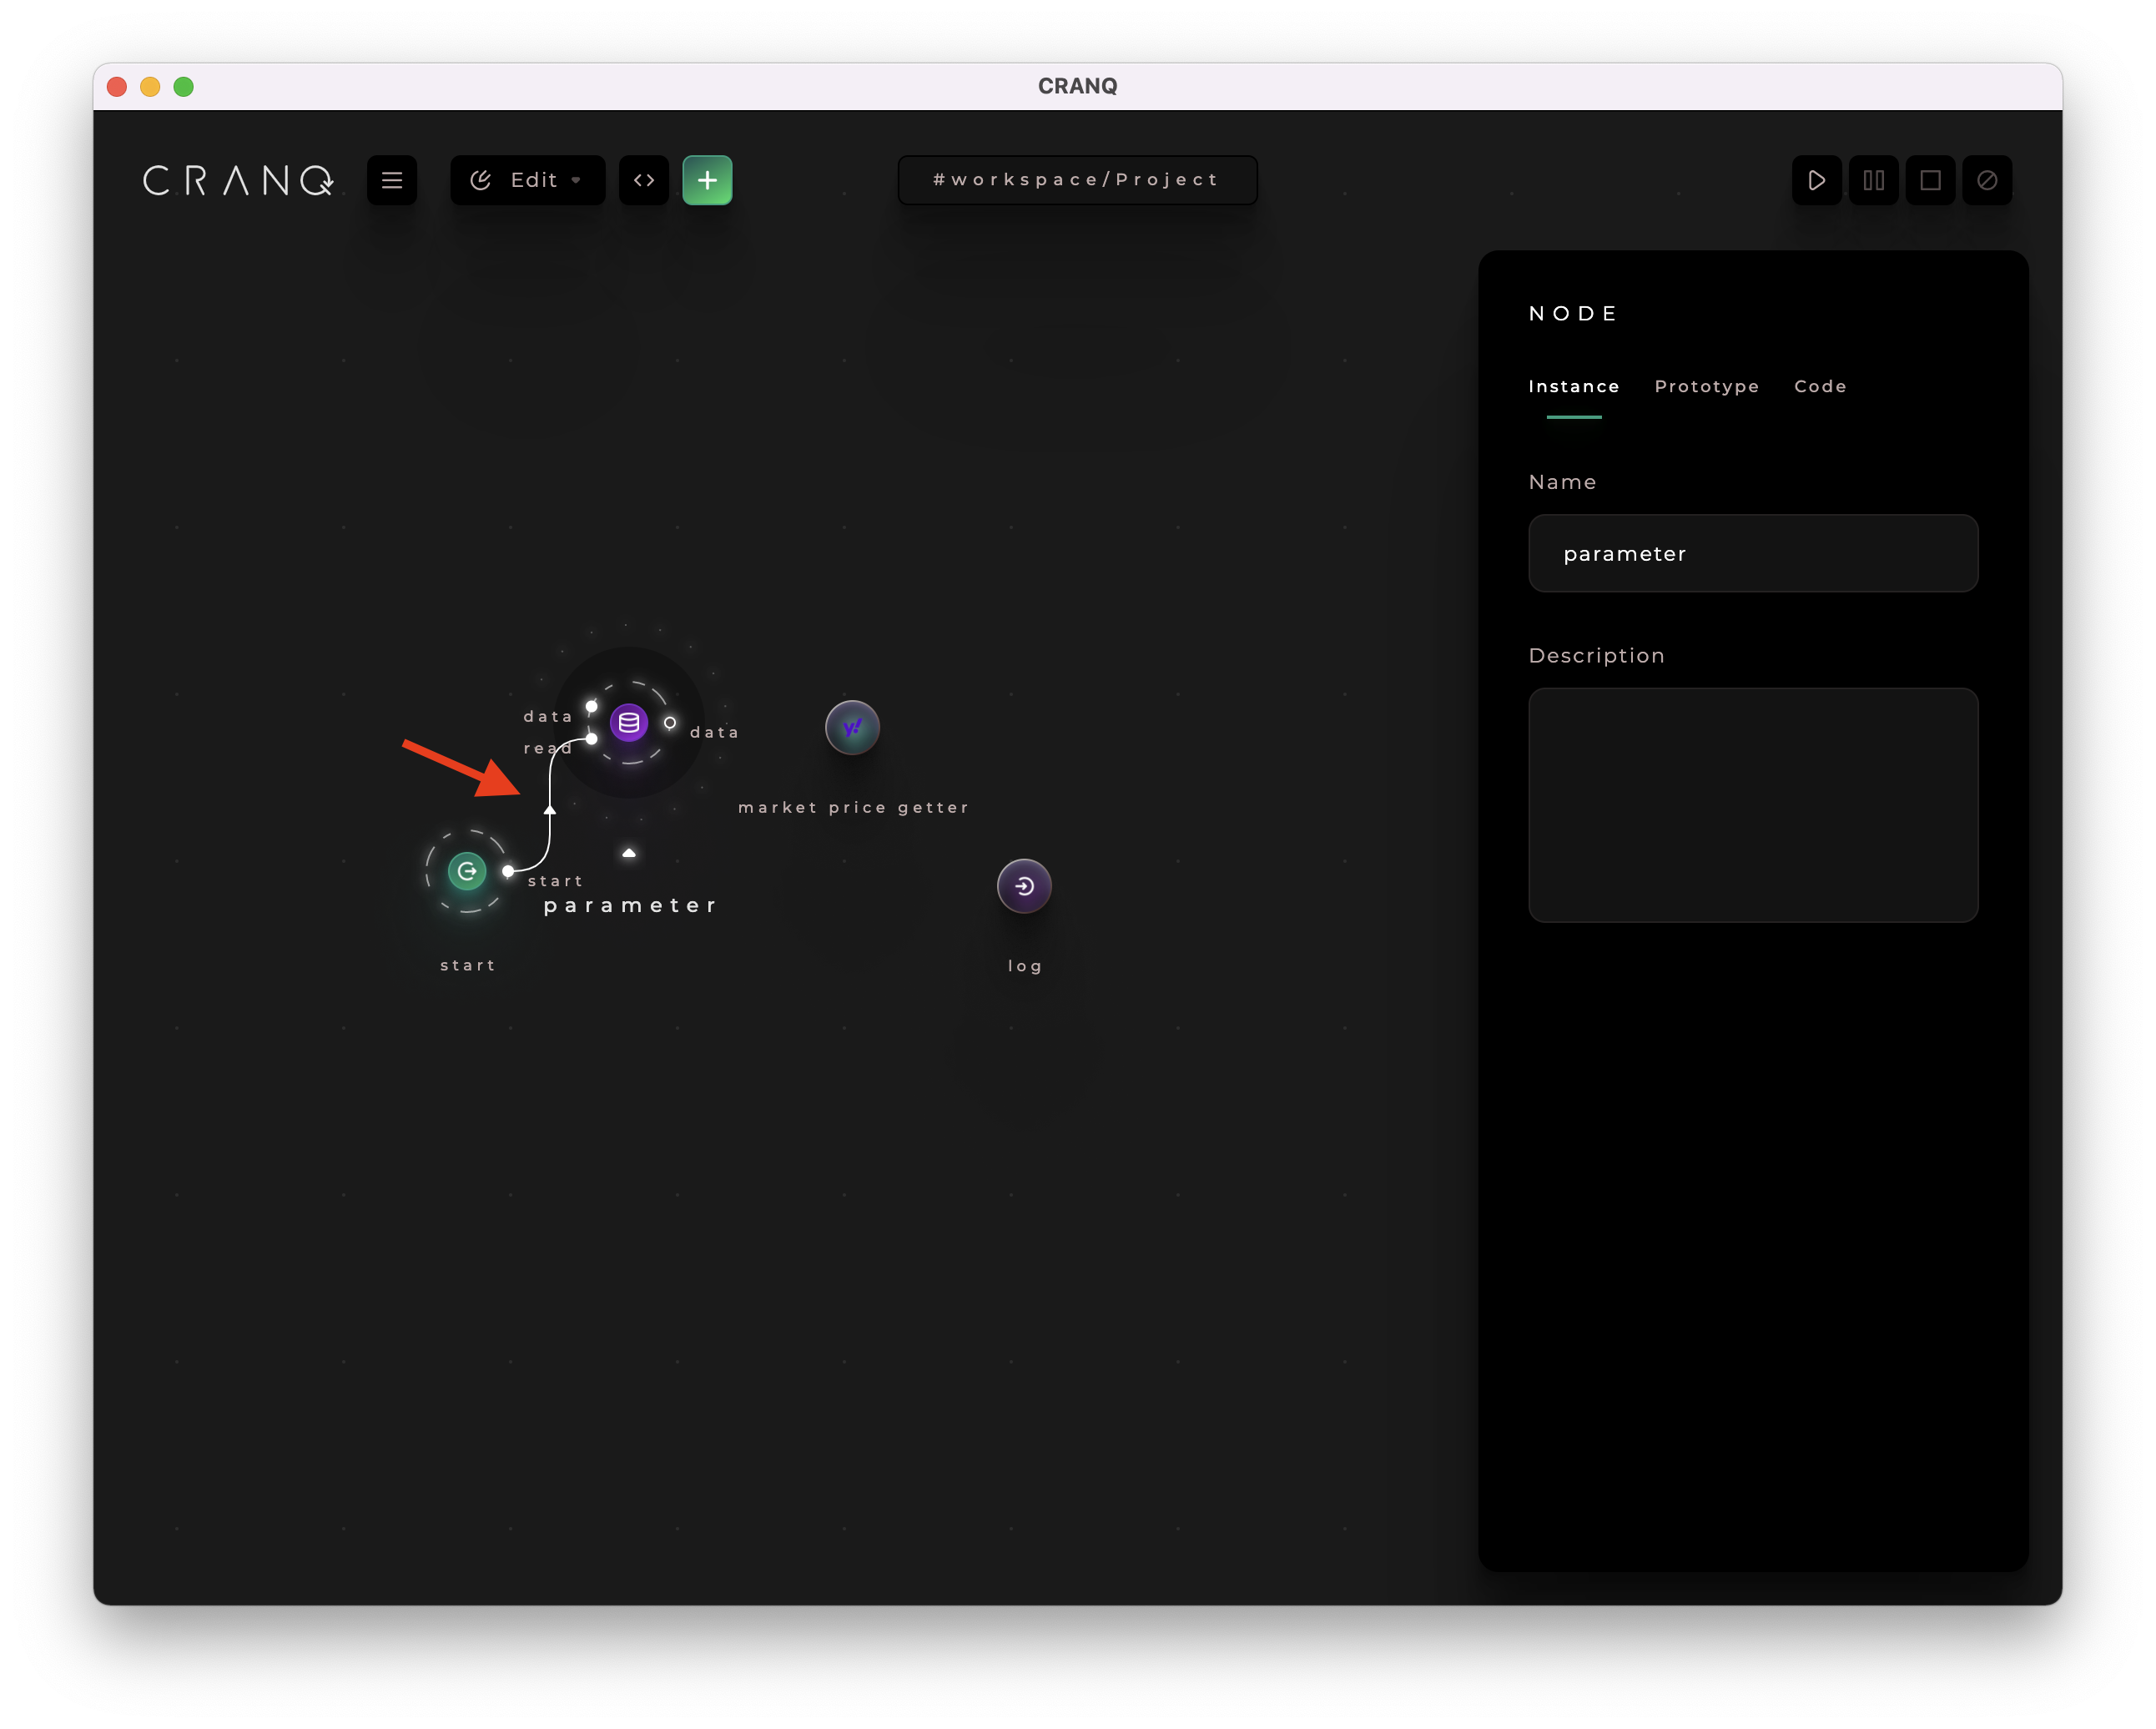 CRANQ
CRANQ
Edit
#workspace/Project
NODE
Instance Prototype Code
Name
parameter
Description
data
read
data
y!
market price getter
start
parameter
start
log